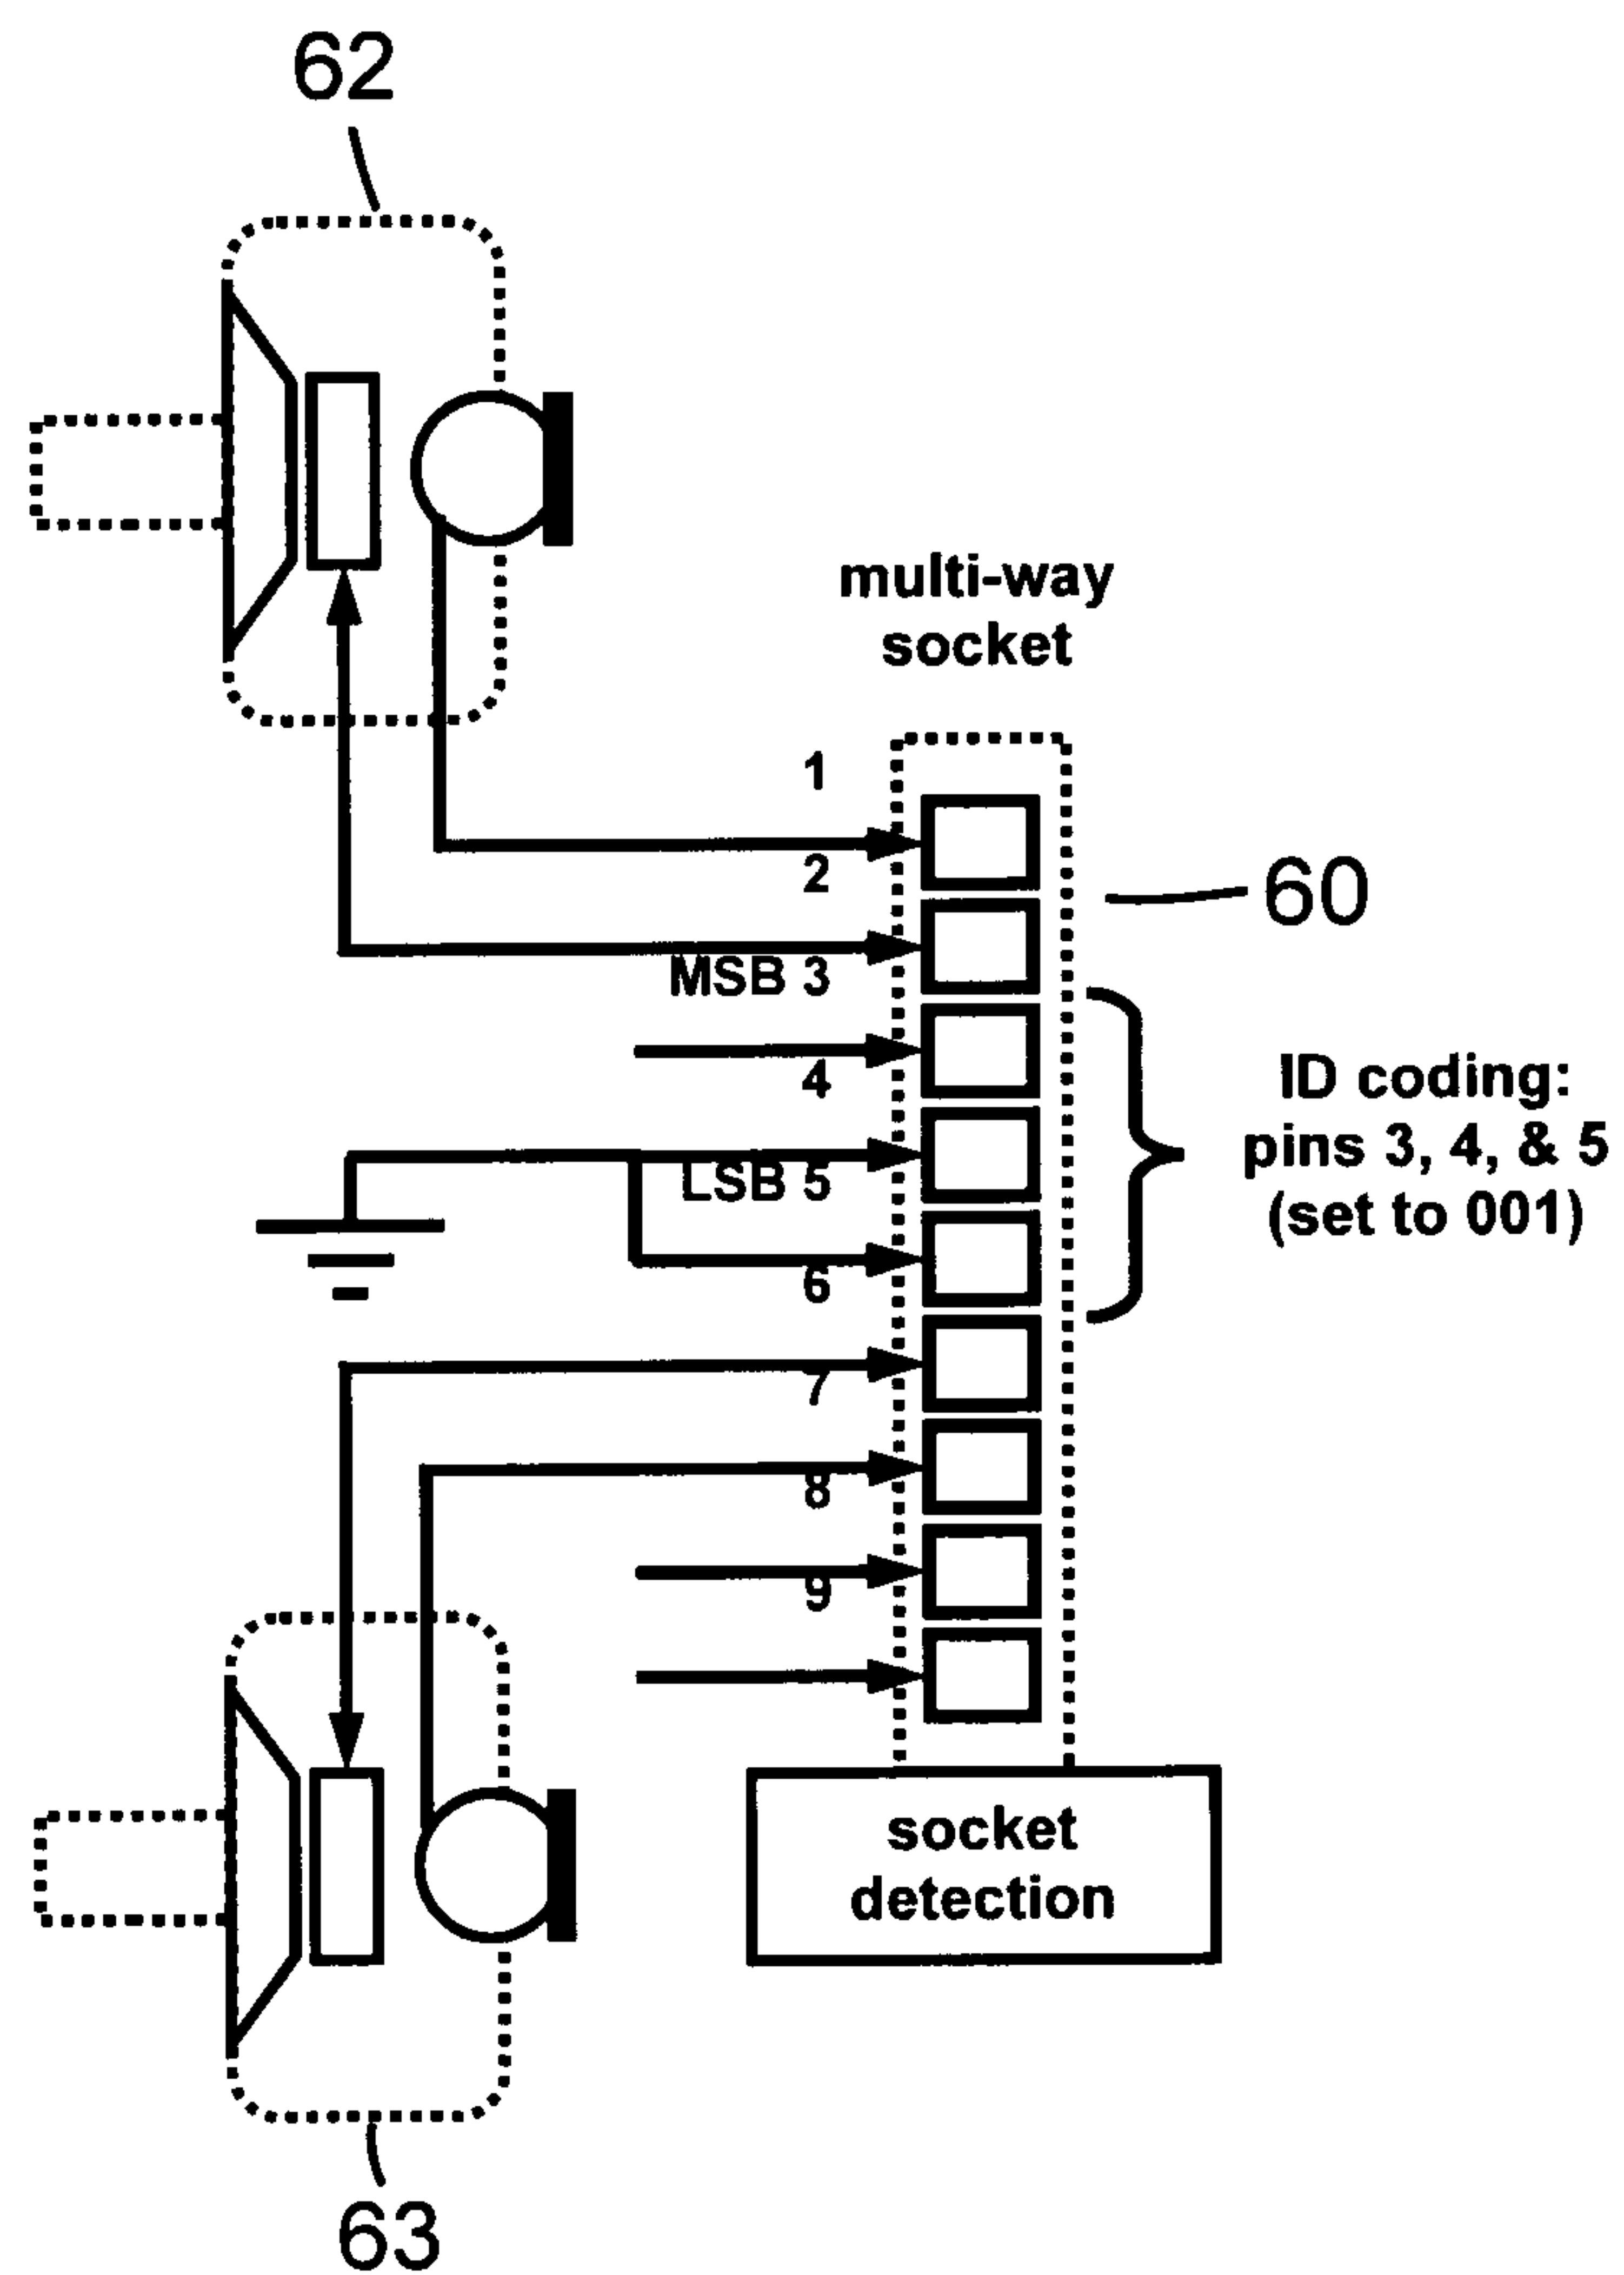 62
multi-way
socket
1
2
60
MSB 3
4
ID coding:
pins 3, 4, & 5
(set to 001)
LSB 5
6
7
8
9
socket
detection
63